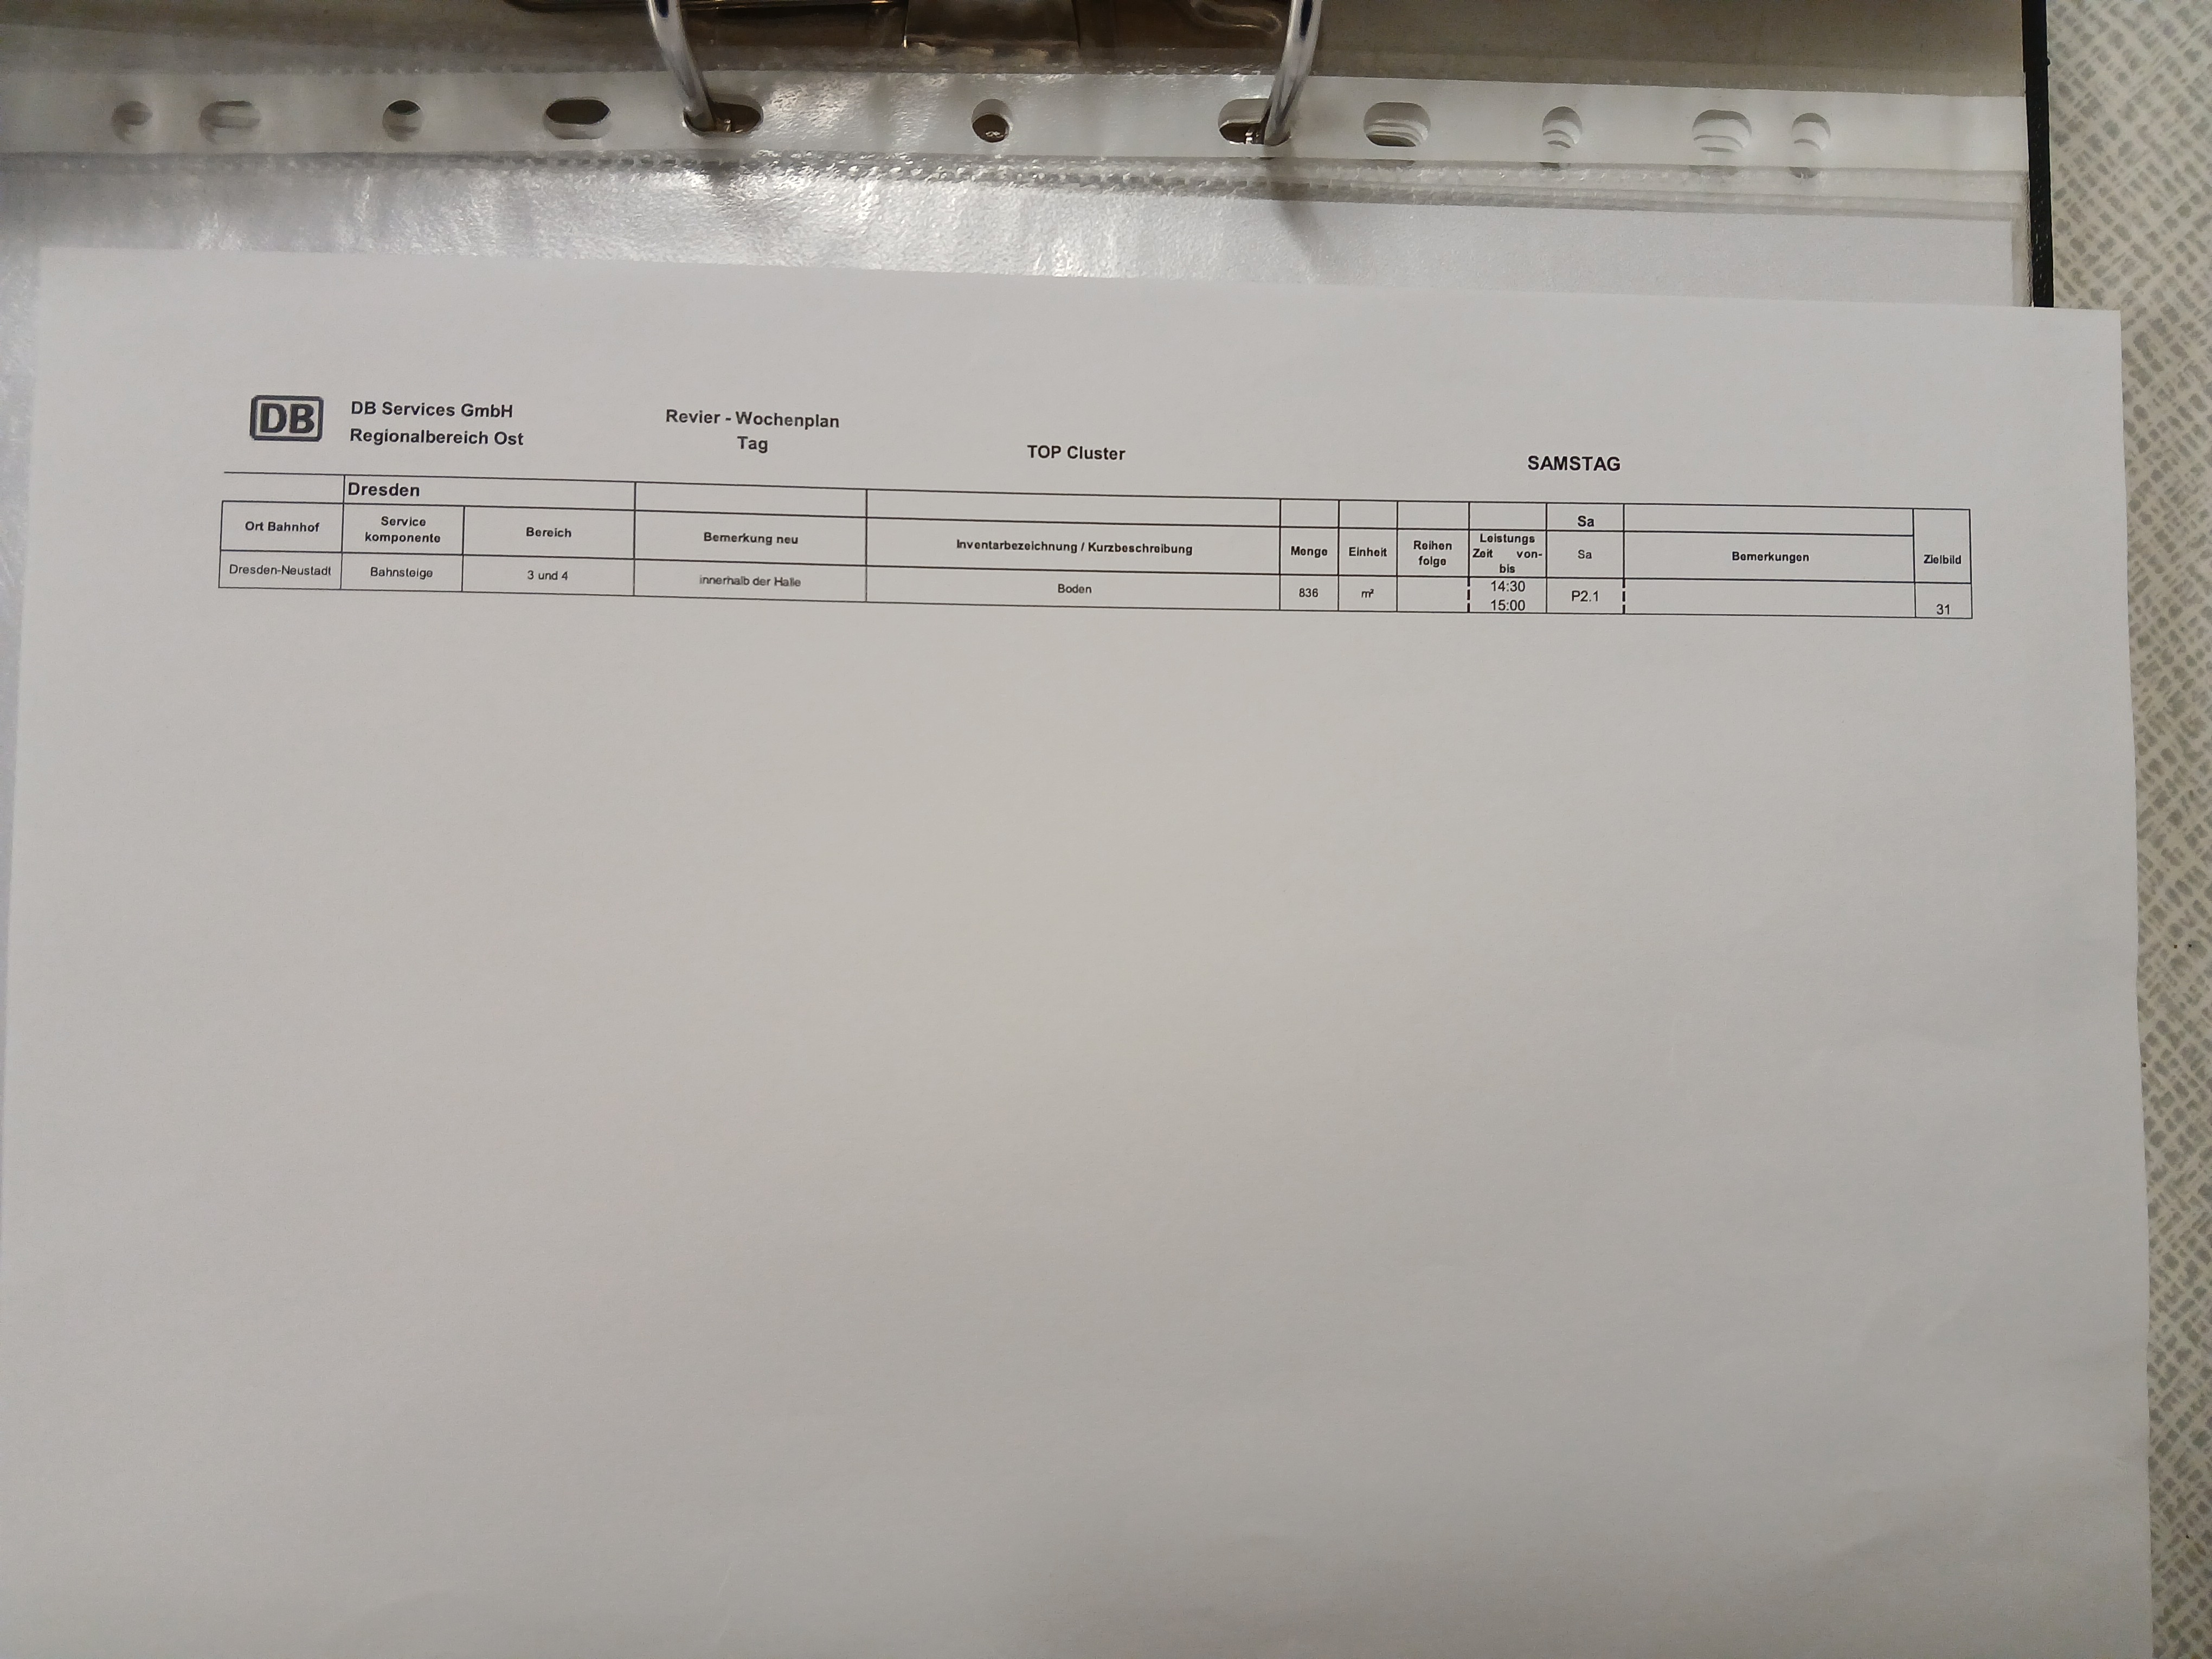 DB
DB Services GmbH
Regionalbereich Ost
Revier - Wochenplan
Tag
TOP Cluster
SAMSTAG
Dresden
Sa
Ort Bahnhof
Service
komponente
Bereich
Bemerkung neu
Inventarbezeichnung / Kurzbeschreibung
Menge
Einheit
Reihen
folge
Leistungs
Zeit von-
bis
Sa
Bemerkungen
Zielbild
Dresden-Neustadt
Bahnsteige
3 und 4
innerhalb der Halle
Boden
836
m²
14:30
15:00
P2.1
31